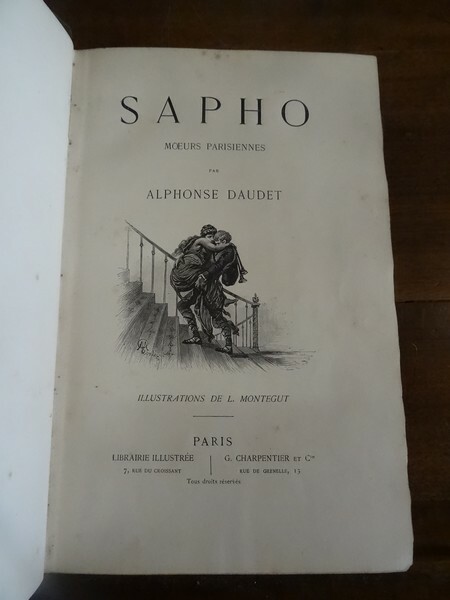 SAPHO
MŒURS PARISIENNES
PAR
ALPHONSE DAUDET
ILLUSTRATIONS DE L. MONTEGUT
PARIS
LIBRAIRIE ILLUSTRÉE
7, RUE DU CROISSANT
G. CHARPENTIER ET Cie
RUE DE GRENELLE, 13
Tous droits réservés.